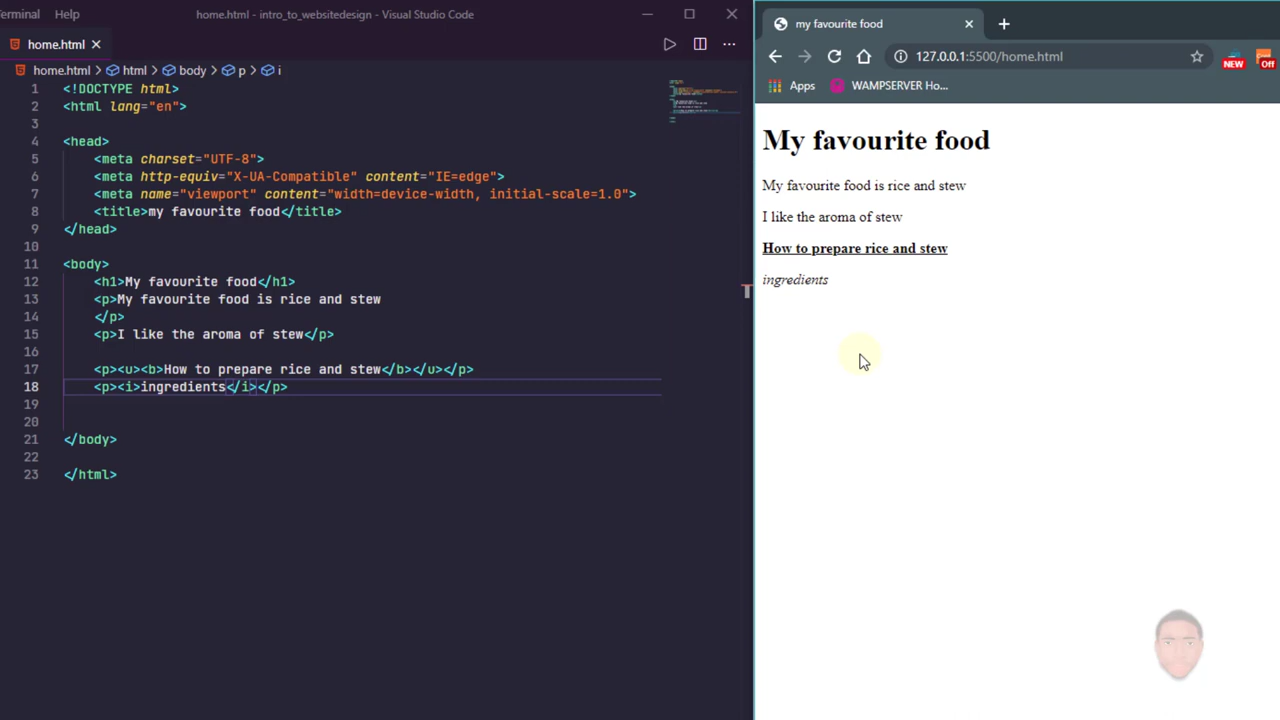 Terminal Help home.html - intro_to_websitedesign - Visual Studio Code
home.html
home.html > html > body > p > i
1 <!DOCTYPE html>
2 <html lang="en">
3
4 <head>
5 <meta charset="UTF-8">
6 <meta http-equiv="X-UA-Compatible" content="IE=edge">
7 <meta name="viewport" content="width=device-width, initial-scale=1.0">
8 <title>my favourite food</title>
9 </head>
10
11 <body>
12 <h1>My favourite food</h1>
13 <p>My favourite food is rice and stew
14 </p>
15 <p>I like the aroma of stew</p>
16
17 <p><u><b>How to prepare rice and stew</b></u></p>
18 <p><i>ingredients</i></p>
19
20
21 </body>
22
23 </html>
my favourite food
127.0.0.1:5500/home.html
NEW
Off
Apps WAMPSERVER Ho...
My favourite food
My favourite food is rice and stew
I like the aroma of stew
How to prepare rice and stew
ingredients